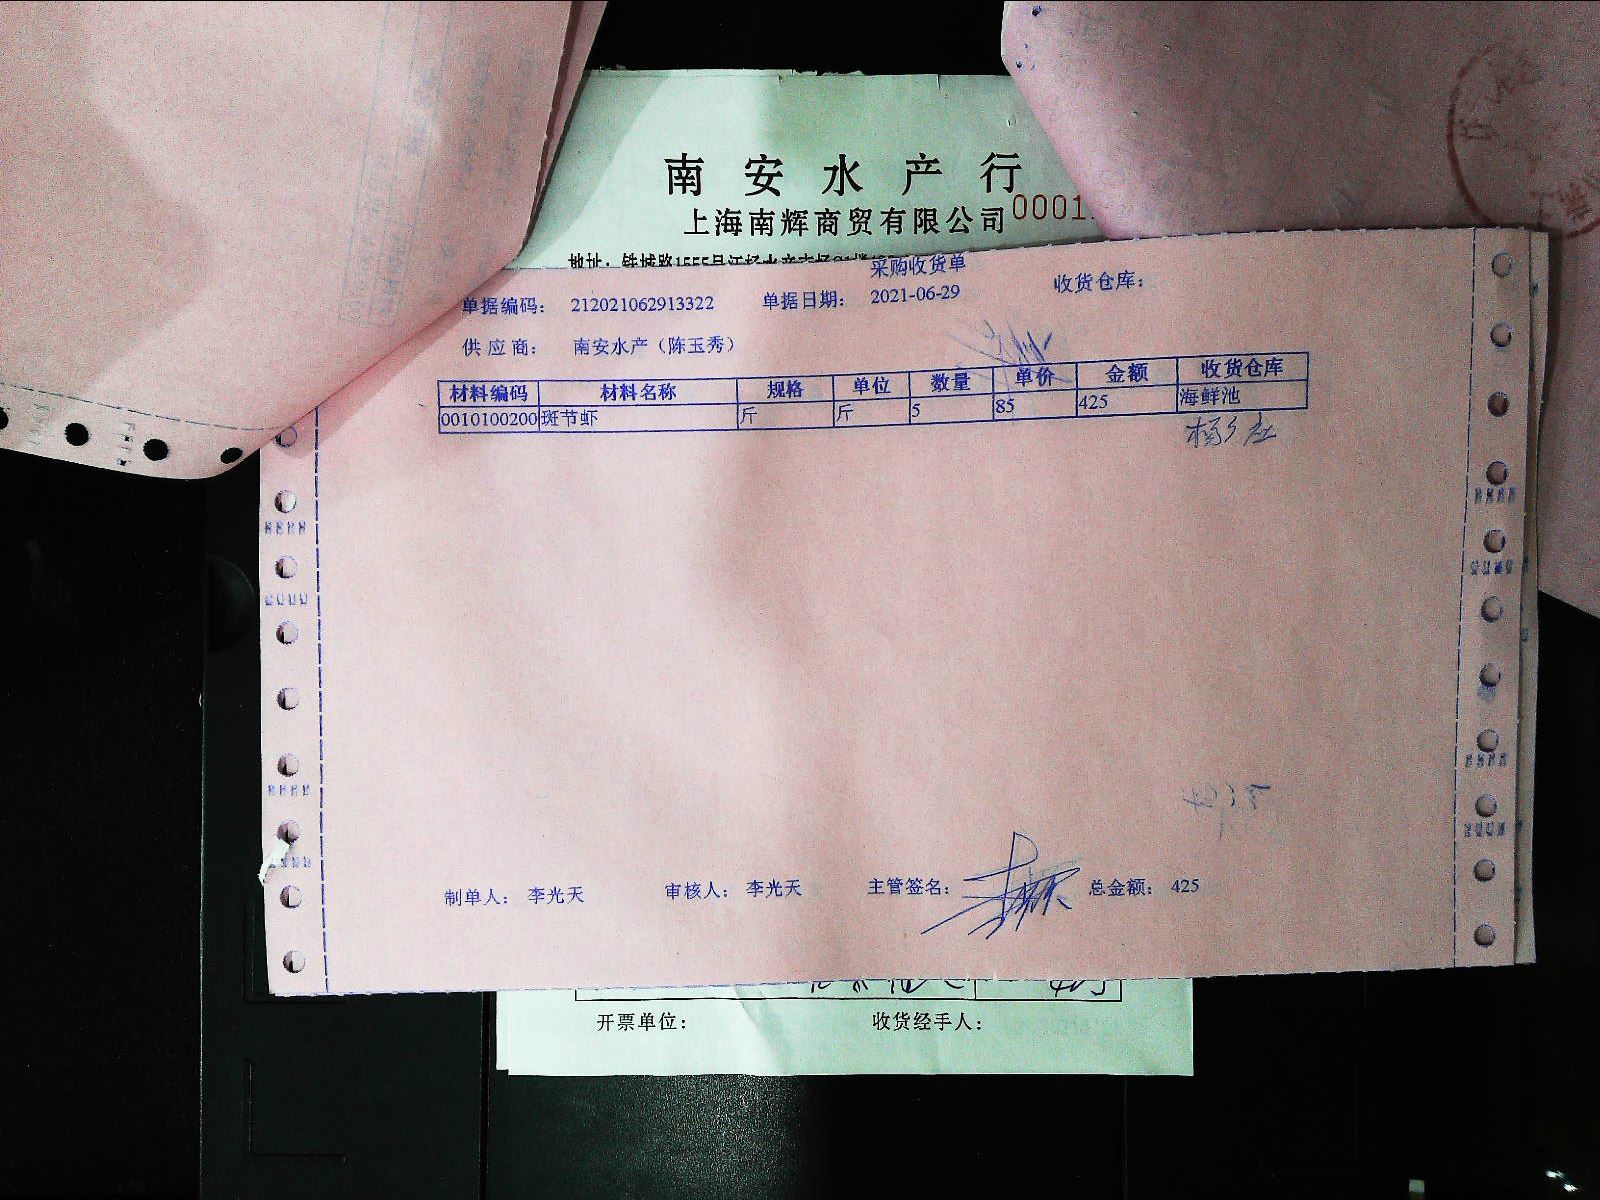 南安水产行
上海南辉商贸有限公司 0001
采购收货单
单据编码： 212021062913322 单据日期： 2021-06-29 收货仓库：
供应商： 南安水产（陈玉秀）
材料编码 材料名称 规格 单位 数量 单价 金额 收货仓库
0010100200 斑节虾 斤 斤 5 85 425 海鲜池
制单人： 李光天 审核人： 李光天 主管签名： 总金额： 425
开票单位： 收货经手人：